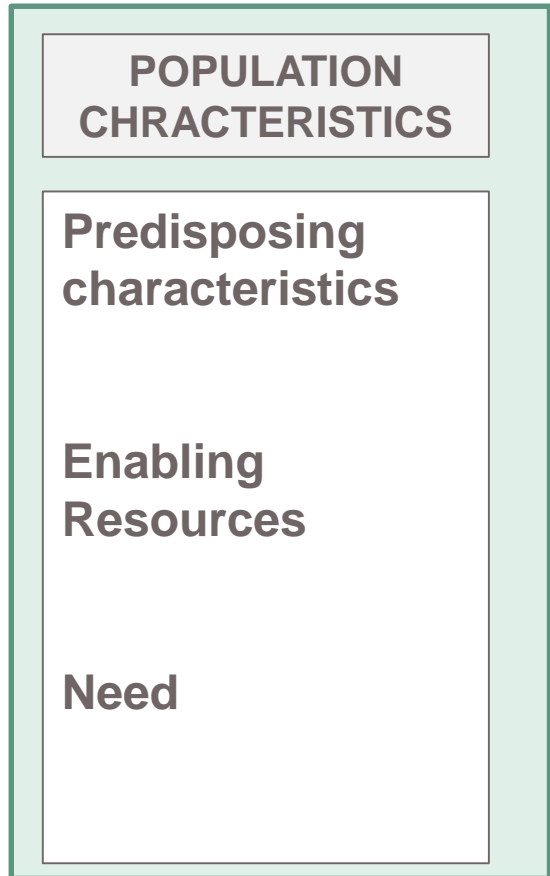 POPULATION
CHRACTERISTICS
Predisposing
characteristics
Enabling
Resources
Need